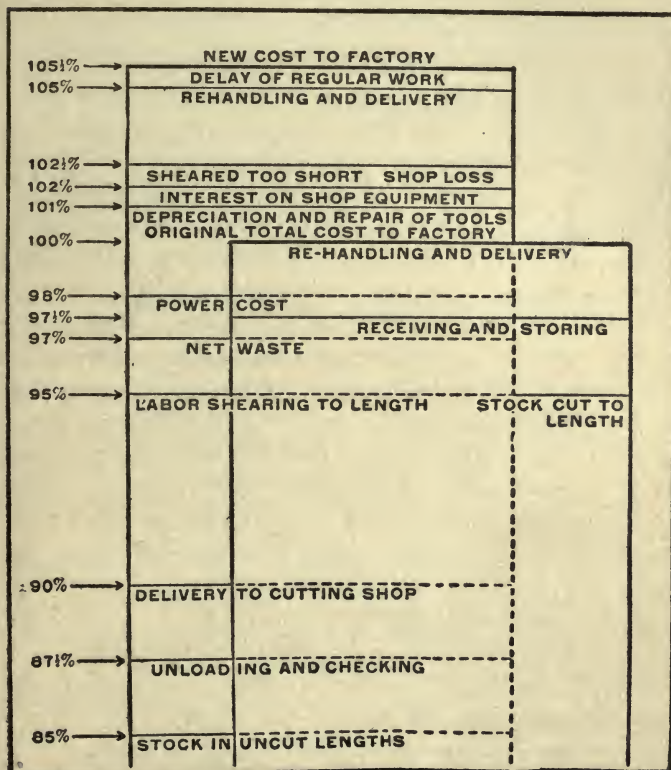 NEW COST TO FACTORY
105½%
DELAY OF REGULAR WORK
105%
REHANDLING AND DELIVERY
102½%
SHEARED TOO SHORT SHOP LOSS
102%
INTEREST ON SHOP EQUIPMENT
101%
DEPRECIATION AND REPAIR OF TOOLS
ORIGINAL TOTAL COST TO FACTORY
100%
RE-HANDLING AND DELIVERY
98%
POWER COST
97½%
RECEIVING AND STORING
97%
NET WASTE
95%
LABOR SHEARING TO LENGTH STOCK CUT TO
LENGTH
90%
DELIVERY TO CUTTING SHOP
87½%
UNLOADING AND CHECKING
85%
STOCK IN UNCUT LENGTHS